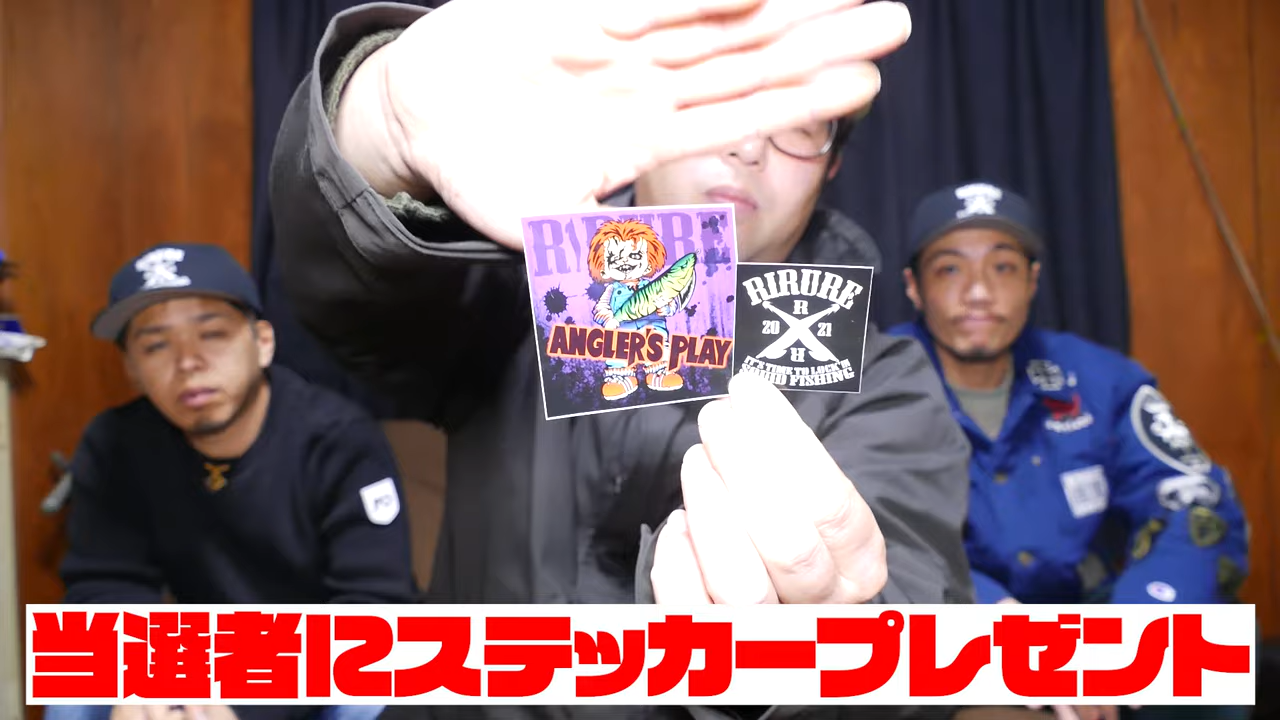 RIRURE
ANGLER'S PLAY
RIRURE
R
20 21
R
IT'S TIME TO LOCK'N
SQUID FISHING
当選者にステッカープレゼント